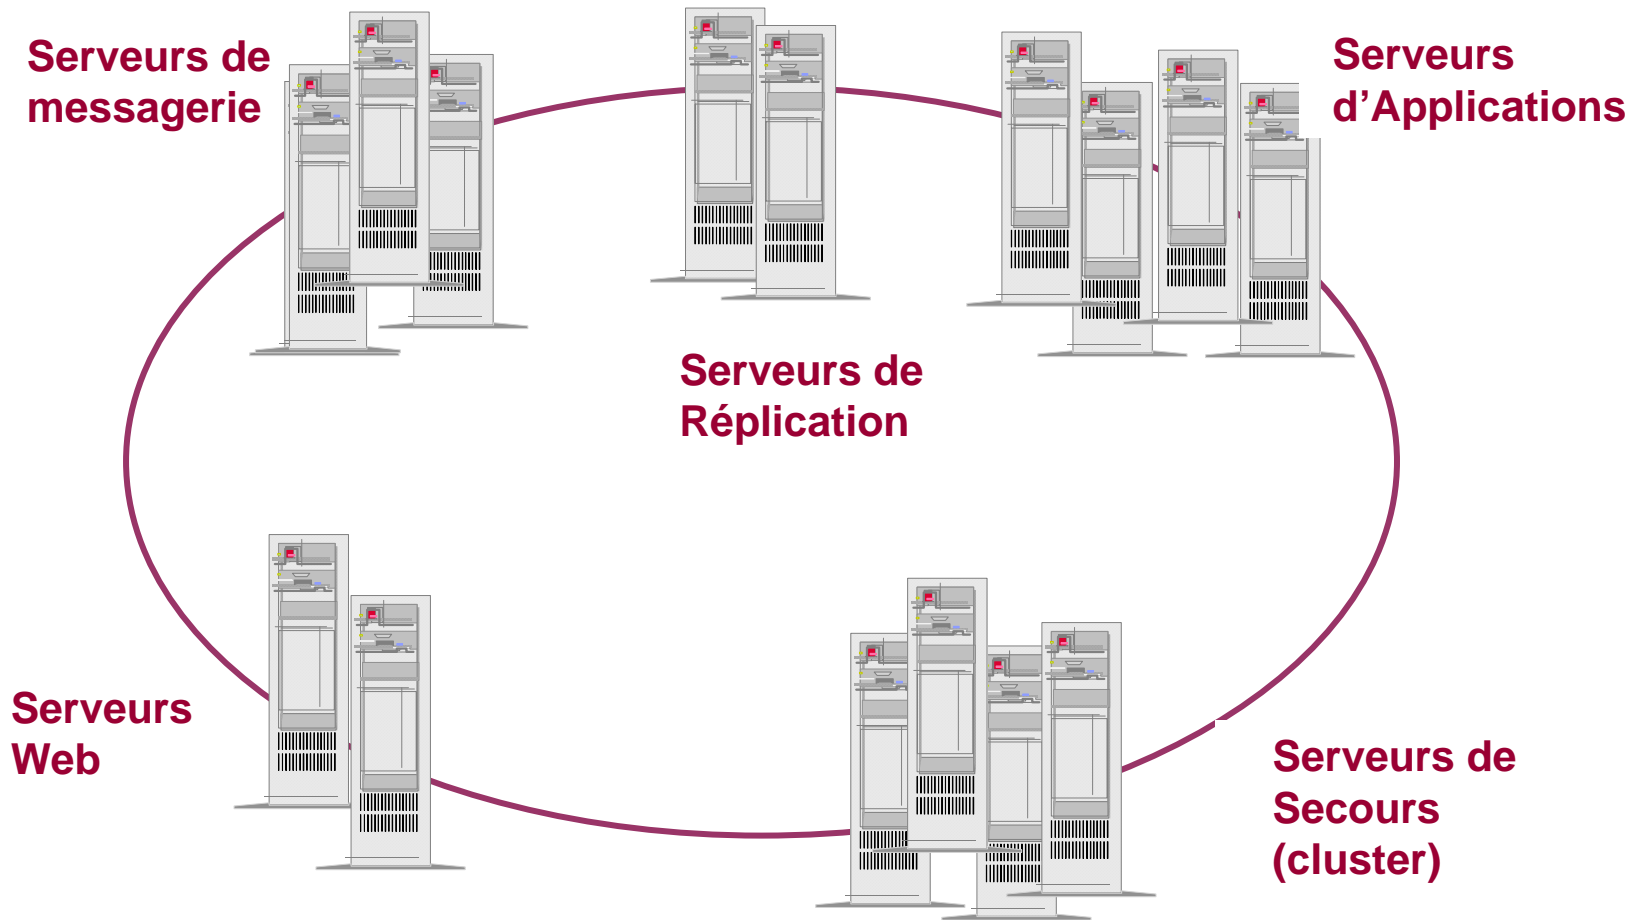 Serveurs de
messagerie
Serveurs
d’Applications
Serveurs de
Réplication
Serveurs
Web
Serveurs de
Secours
(cluster)